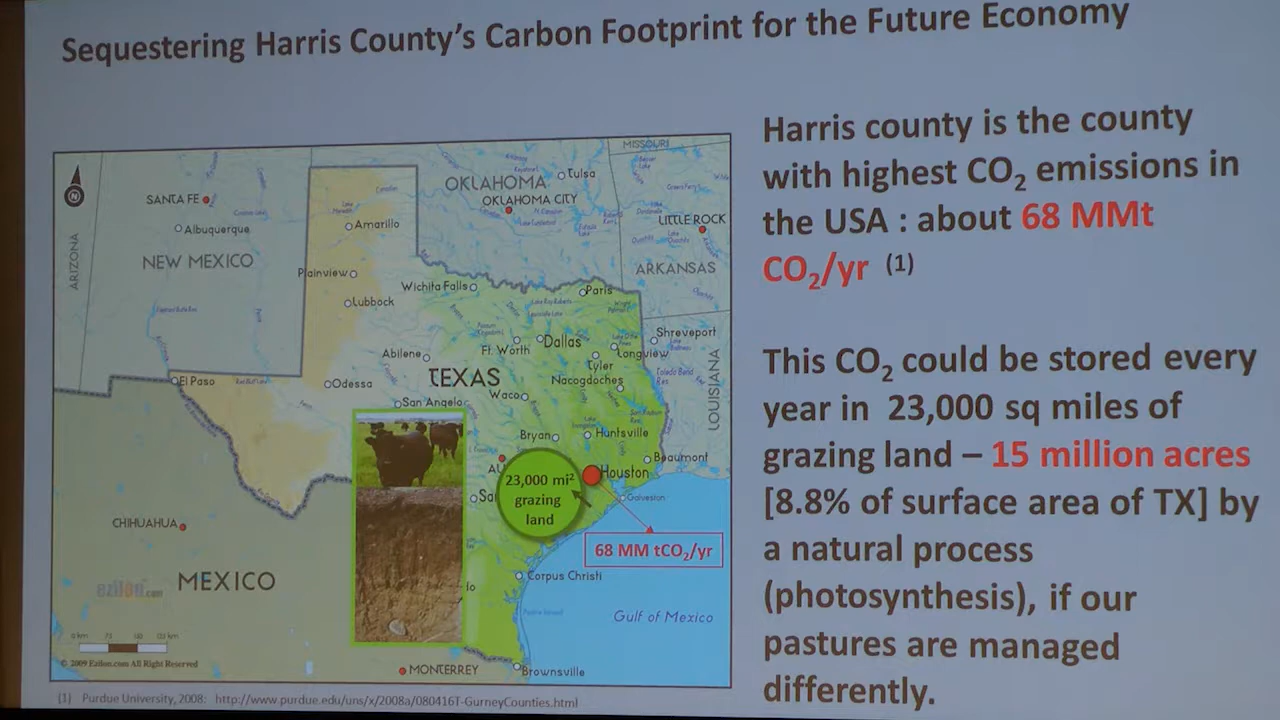 Sequestering Harris County's Carbon Footprint for the Future Economy
Harris county is the county
with highest CO₂ emissions in
the USA : about 68 MMt
CO₂/yr (1)
This CO₂ could be stored every
year in 23,000 sq miles of
grazing land – 15 million acres
[8.8% of surface area of TX] by
a natural process
(photosynthesis), if our
pastures are managed
differently.
MISSOURI
OKLAHOMA
Tulsa
SANTA FE
OKLAHOMA CITY
LITTLE ROCK
Albuquerque
Amarillo
ARIZONA
NEW MEXICO
ARKANSAS
Plainview
Wichita Falls
Paris
Lubbock
Shreveport
Dallas
Ft. Worth
Abilene
Longview
Tyler
El Paso
Odessa
TEXAS
Nacogdoches
LOUISIANA
San Angelo
Waco
Bryan
Huntsville
Beaumont
Houston
23,000 mi²
grazing
land
Galveston
CHIHUAHUA
68 MM tCO₂/yr
MEXICO
Corpus Christi
Gulf of Mexico
ezilon.com
© 2009 Ezilon.com All Right Reserved
MONTERREY
Brownsville
(1) Purdue University, 2008: http://www.purdue.edu/uns/x/2008a/080416T-GurneyCounties.html